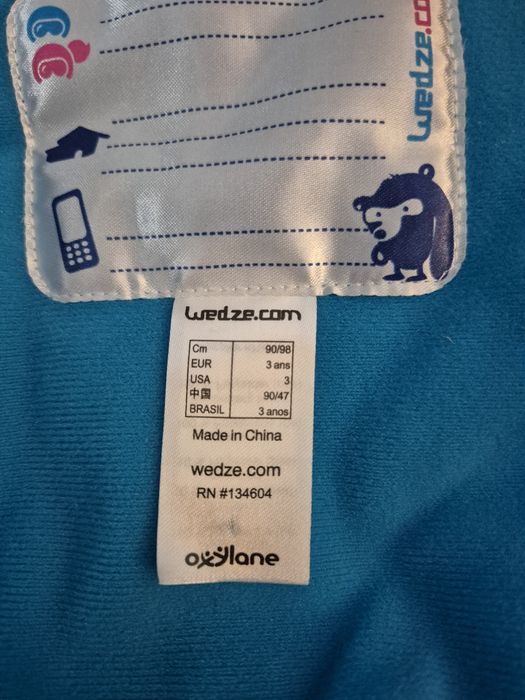 wedze.co
wedze.com
Cm 90/98
EUR 3 ans
USA 3
中国 90/47
BRASIL 3 anos
Made in China
wedze.com
RN #134604
oxylane